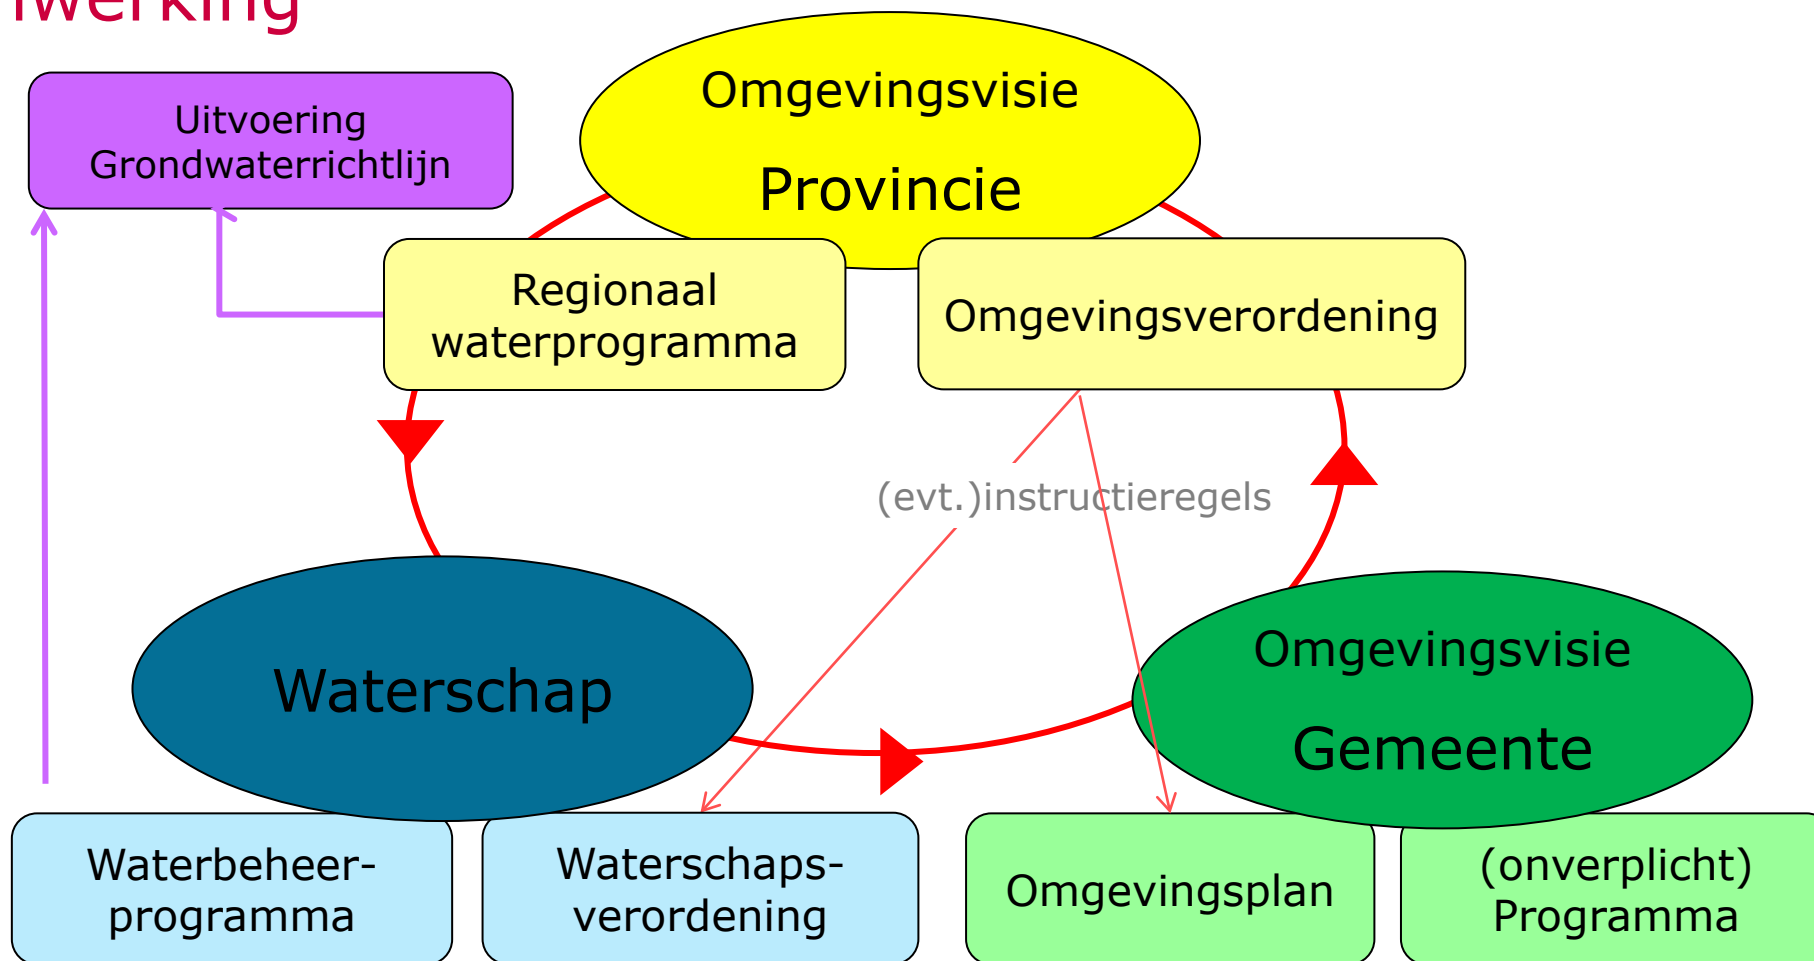 Uitvoering
Grondwaterrichtlijn
Omgevingsvisie
Provincie
Regionaal
waterprogramma
Omgevingsverordening
(evt.)instructieregels
Waterschap
Omgevingsvisie
Gemeente
Waterbeheer-
programma
Waterschaps-
verordening
Omgevingsplan
(onverplicht)
Programma